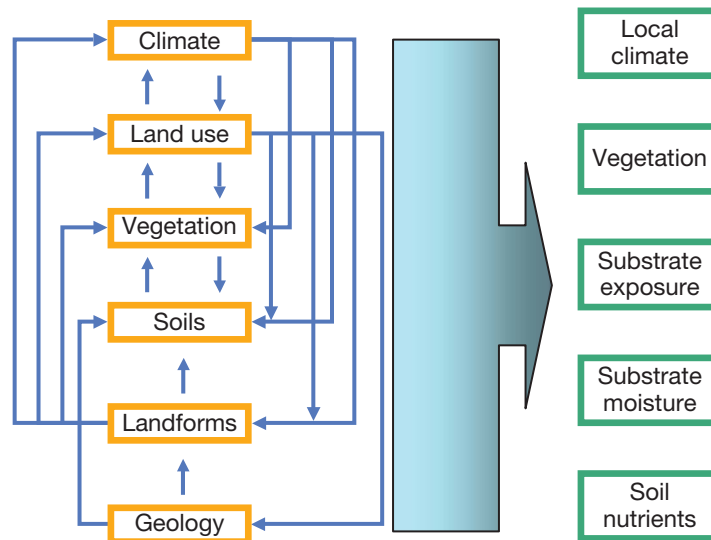 Climate
Land use
Vegetation
Soils
Landforms
Geology
Local
climate
Vegetation
Substrate
exposure
Substrate
moisture
Soil
nutrients